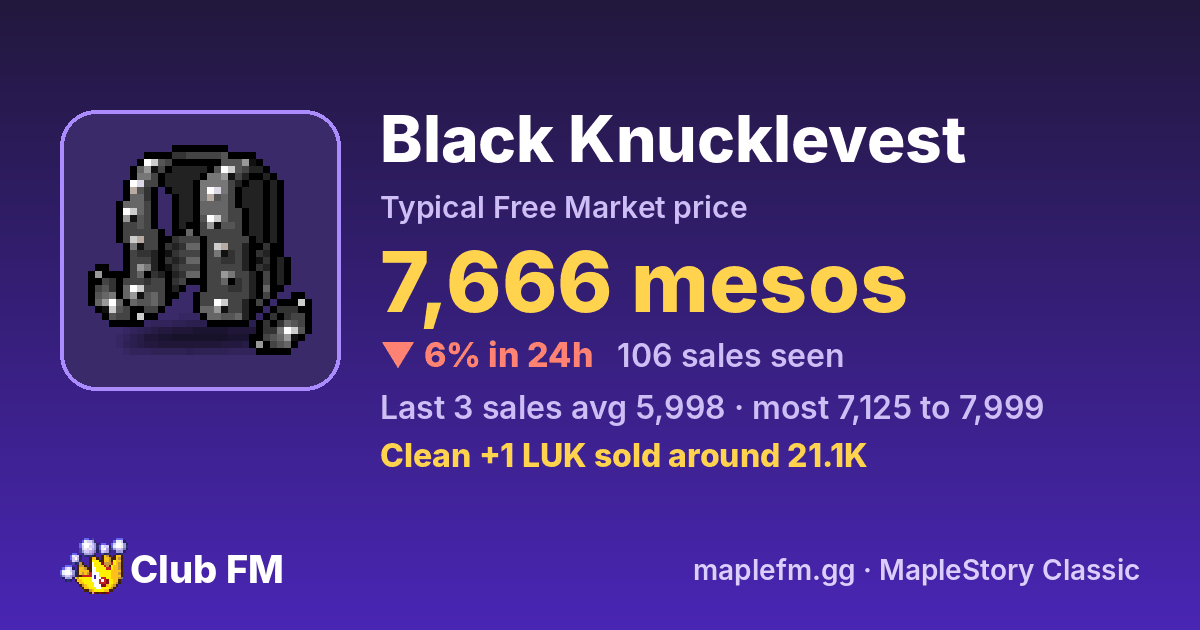 Black Knucklevest
Typical Free Market price
7,666 mesos
▼ 6% in 24h 106 sales seen
Last 3 sales avg 5,998 · most 7,125 to 7,999
Clean +1 LUK sold around 21.1K
Club FM
maplefm.gg · MapleStory Classic